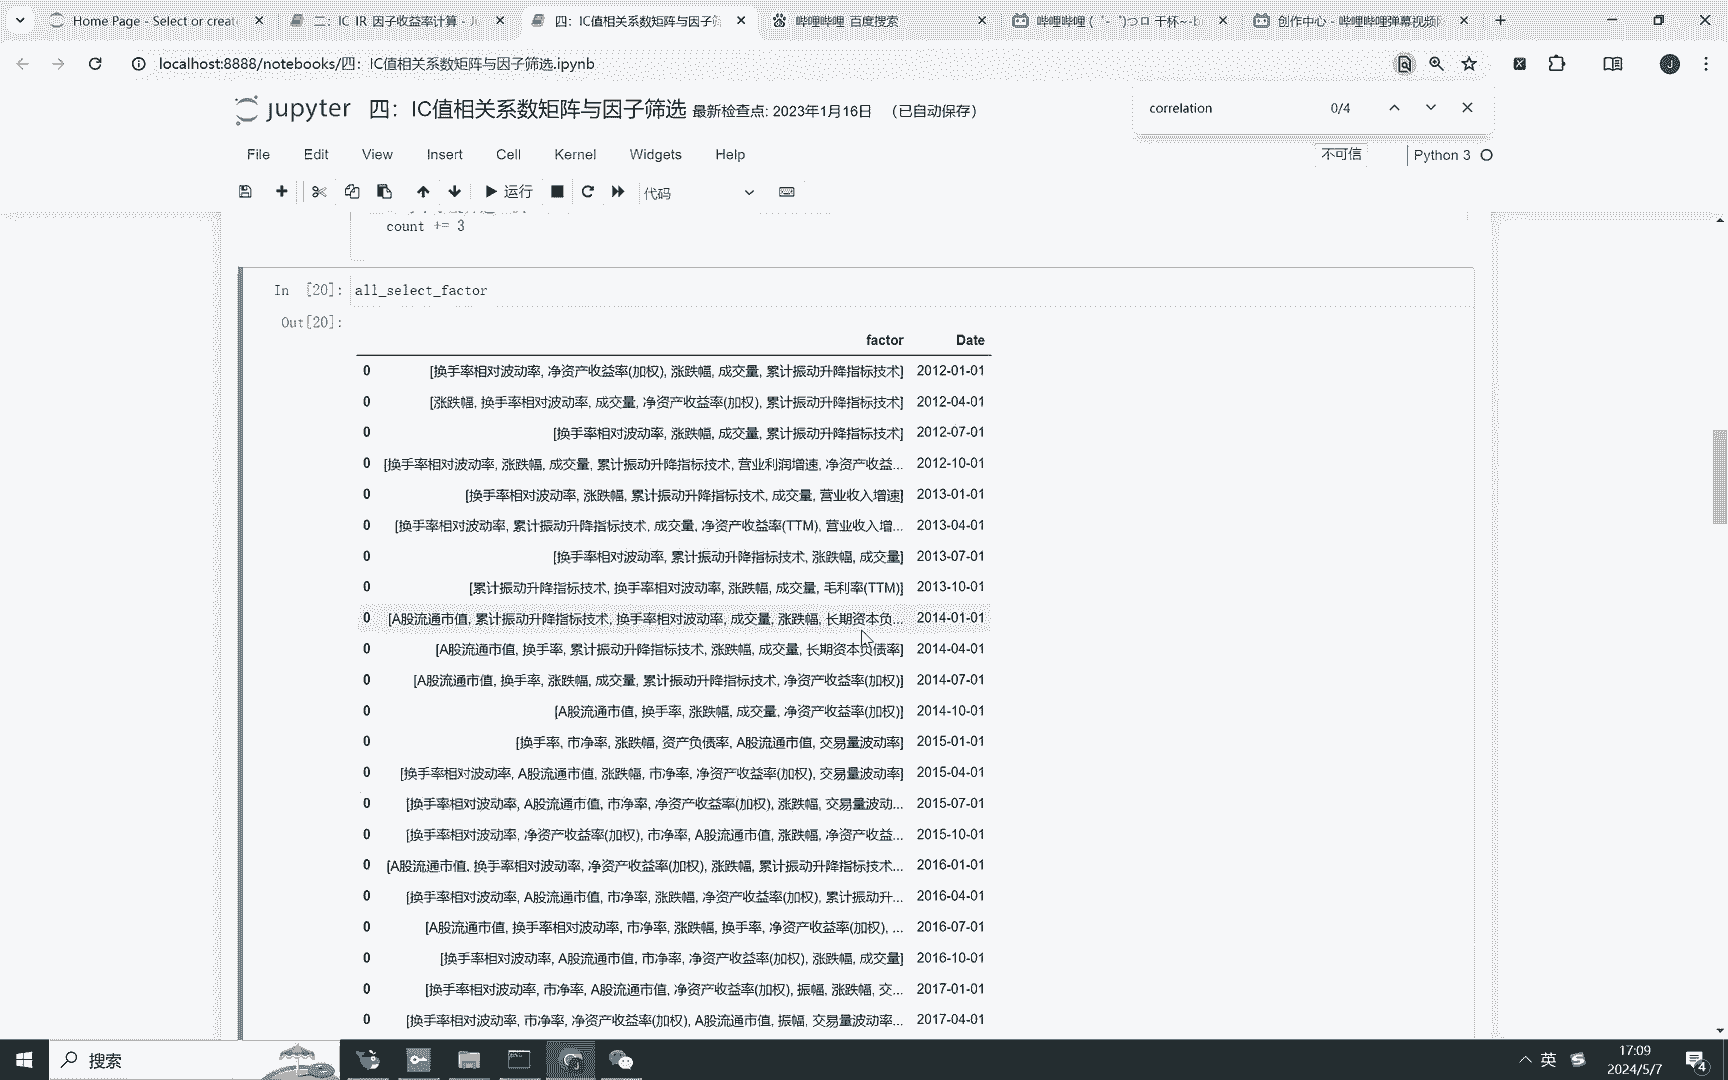 Home Page - Select or create
二：IC_IR_因子收益率计算 - Ju
四：IC值相关系数矩阵与因子筛
哔哩哔哩_百度搜索
哔哩哔哩 (゜-゜)つロ 干杯~-b
创作中心 - 哔哩哔哩弹幕视频
localhost:8888/notebooks/四：IC值相关系数矩阵与因子筛选.ipynb
jupyter 四：IC值相关系数矩阵与因子筛选 最新检查点: 2023年1月16日 （已自动保存）
correlation 0/4
File Edit View Insert Cell Kernel Widgets Help
不可信 Python 3
运行 代码
count += 3
In [20]: all_select_factor
Out[20]:
factor Date
0 [换手率相对波动率, 净资产收益率(加权), 涨跌幅, 成交量, 累计振动升降指标技术] 2012-01-01
0 [涨跌幅, 换手率相对波动率, 成交量, 净资产收益率(加权), 累计振动升降指标技术] 2012-04-01
0 [换手率相对波动率, 涨跌幅, 成交量, 累计振动升降指标技术] 2012-07-01
0 [换手率相对波动率, 涨跌幅, 成交量, 累计振动升降指标技术, 营业利润增速, 净资产收益... 2012-10-01
0 [换手率相对波动率, 涨跌幅, 累计振动升降指标技术, 成交量, 营业收入增速] 2013-01-01
0 [换手率相对波动率, 累计振动升降指标技术, 成交量, 净资产收益率(TTM), 营业收入增... 2013-04-01
0 [换手率相对波动率, 累计振动升降指标技术, 涨跌幅, 成交量] 2013-07-01
0 [累计振动升降指标技术, 换手率相对波动率, 涨跌幅, 成交量, 毛利率(TTM)] 2013-10-01
0 [A股流通市值, 累计振动升降指标技术, 换手率相对波动率, 成交量, 涨跌幅, 长期资本负... 2014-01-01
0 [A股流通市值, 换手率, 累计振动升降指标技术, 涨跌幅, 成交量, 长期资本负债率] 2014-04-01
0 [A股流通市值, 换手率, 涨跌幅, 成交量, 累计振动升降指标技术, 净资产收益率(加权)] 2014-07-01
0 [A股流通市值, 换手率, 涨跌幅, 成交量, 净资产收益率(加权)] 2014-10-01
0 [换手率, 市净率, 涨跌幅, 资产负债率, A股流通市值, 交易量波动率] 2015-01-01
0 [换手率相对波动率, A股流通市值, 涨跌幅, 市净率, 净资产收益率(加权), 交易量波动率] 2015-04-01
0 [换手率相对波动率, A股流通市值, 市净率, 净资产收益率(加权), 涨跌幅, 交易量波动... 2015-07-01
0 [换手率相对波动率, 净资产收益率(加权), 市净率, A股流通市值, 涨跌幅, 净资产收益... 2015-10-01
0 [A股流通市值, 换手率相对波动率, 净资产收益率(加权), 涨跌幅, 累计振动升降指标技术... 2016-01-01
0 [换手率相对波动率, A股流通市值, 市净率, 涨跌幅, 净资产收益率(加权), 累计振动升... 2016-04-01
0 [A股流通市值, 换手率相对波动率, 市净率, 涨跌幅, 换手率, 净资产收益率(加权), ... 2016-07-01
0 [换手率相对波动率, A股流通市值, 市净率, 净资产收益率(加权), 涨跌幅, 成交量] 2016-10-01
0 [换手率相对波动率, 市净率, A股流通市值, 净资产收益率(加权), 振幅, 涨跌幅, 交... 2017-01-01
0 [换手率相对波动率, 市净率, 净资产收益率(加权), A股流通市值, 振幅, 交易量波动率... 2017-04-01
搜索
英
17:09
2024/5/7
4